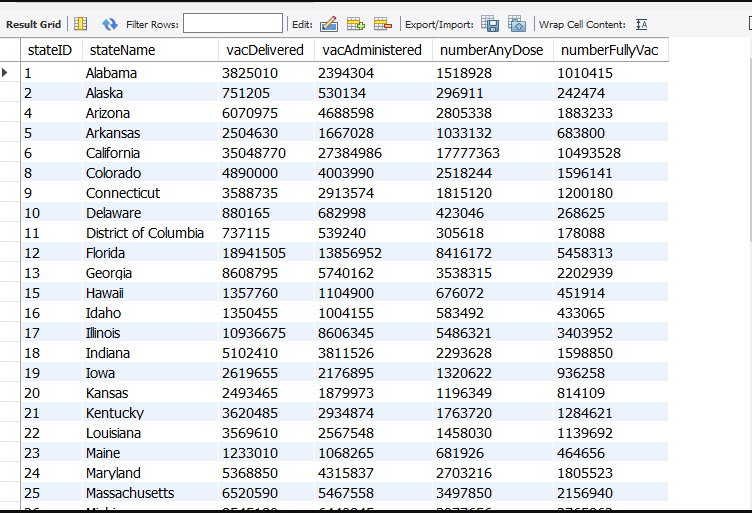 Result Grid Filter Rows: Edit: Export/Import: Wrap Cell Content: IA
stateID stateName vacDelivered vacAdministered numberAnyDose numberFullyVac
1 Alabama 3825010 2394304 1518928 1010415
2 Alaska 751205 530134 296911 242474
4 Arizona 6070975 4688598 2805338 1883233
5 Arkansas 2504630 1667028 1033132 683800
6 California 35048770 27384986 17777363 10493528
8 Colorado 4890000 4003990 2518244 1596141
9 Connecticut 3588735 2913574 1815120 1200180
10 Delaware 880165 682998 423046 268625
11 District of Columbia 737115 539240 305618 178088
12 Florida 18941505 13856952 8416172 5458313
13 Georgia 8608795 5740162 3538315 2202939
15 Hawaii 1357760 1104900 676072 451914
16 Idaho 1350455 1004155 583492 433065
17 Illinois 10936675 8606345 5486321 3403952
18 Indiana 5102410 3811526 2293628 1598850
19 Iowa 2619655 2176895 1320622 936258
20 Kansas 2493465 1879973 1196349 814109
21 Kentucky 3620485 2934874 1763720 1284621
22 Louisiana 3569610 2567548 1458030 1139692
23 Maine 1233010 1068265 681926 464656
24 Maryland 5368850 4315837 2703216 1805523
25 Massachusetts 6520590 5467558 3497850 2156940